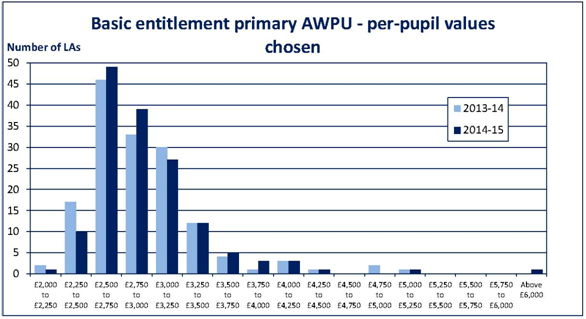 Basic entitlement primary AWPU - per-pupil values
chosen
Number of LAs
50
45
40
35
30
25
20
15
10
5
0
2013-14
2014-15
£2,000 £2,250 £2,500 £2,750 £3,000 £3,250 £3,500 £3,750 £4,000 £4,250 £4,500 £4,750 £5,000 £5,250 £5,500 £5,750 Above
to to to to to to to to to to to to to to to to £6,000
£2,250 £2,500 £2,750 £3,000 £3,250 £3,500 £3,750 £4,000 £4,250 £4,500 £4,750 £5,000 £5,250 £5,500 £5,750 £6,000